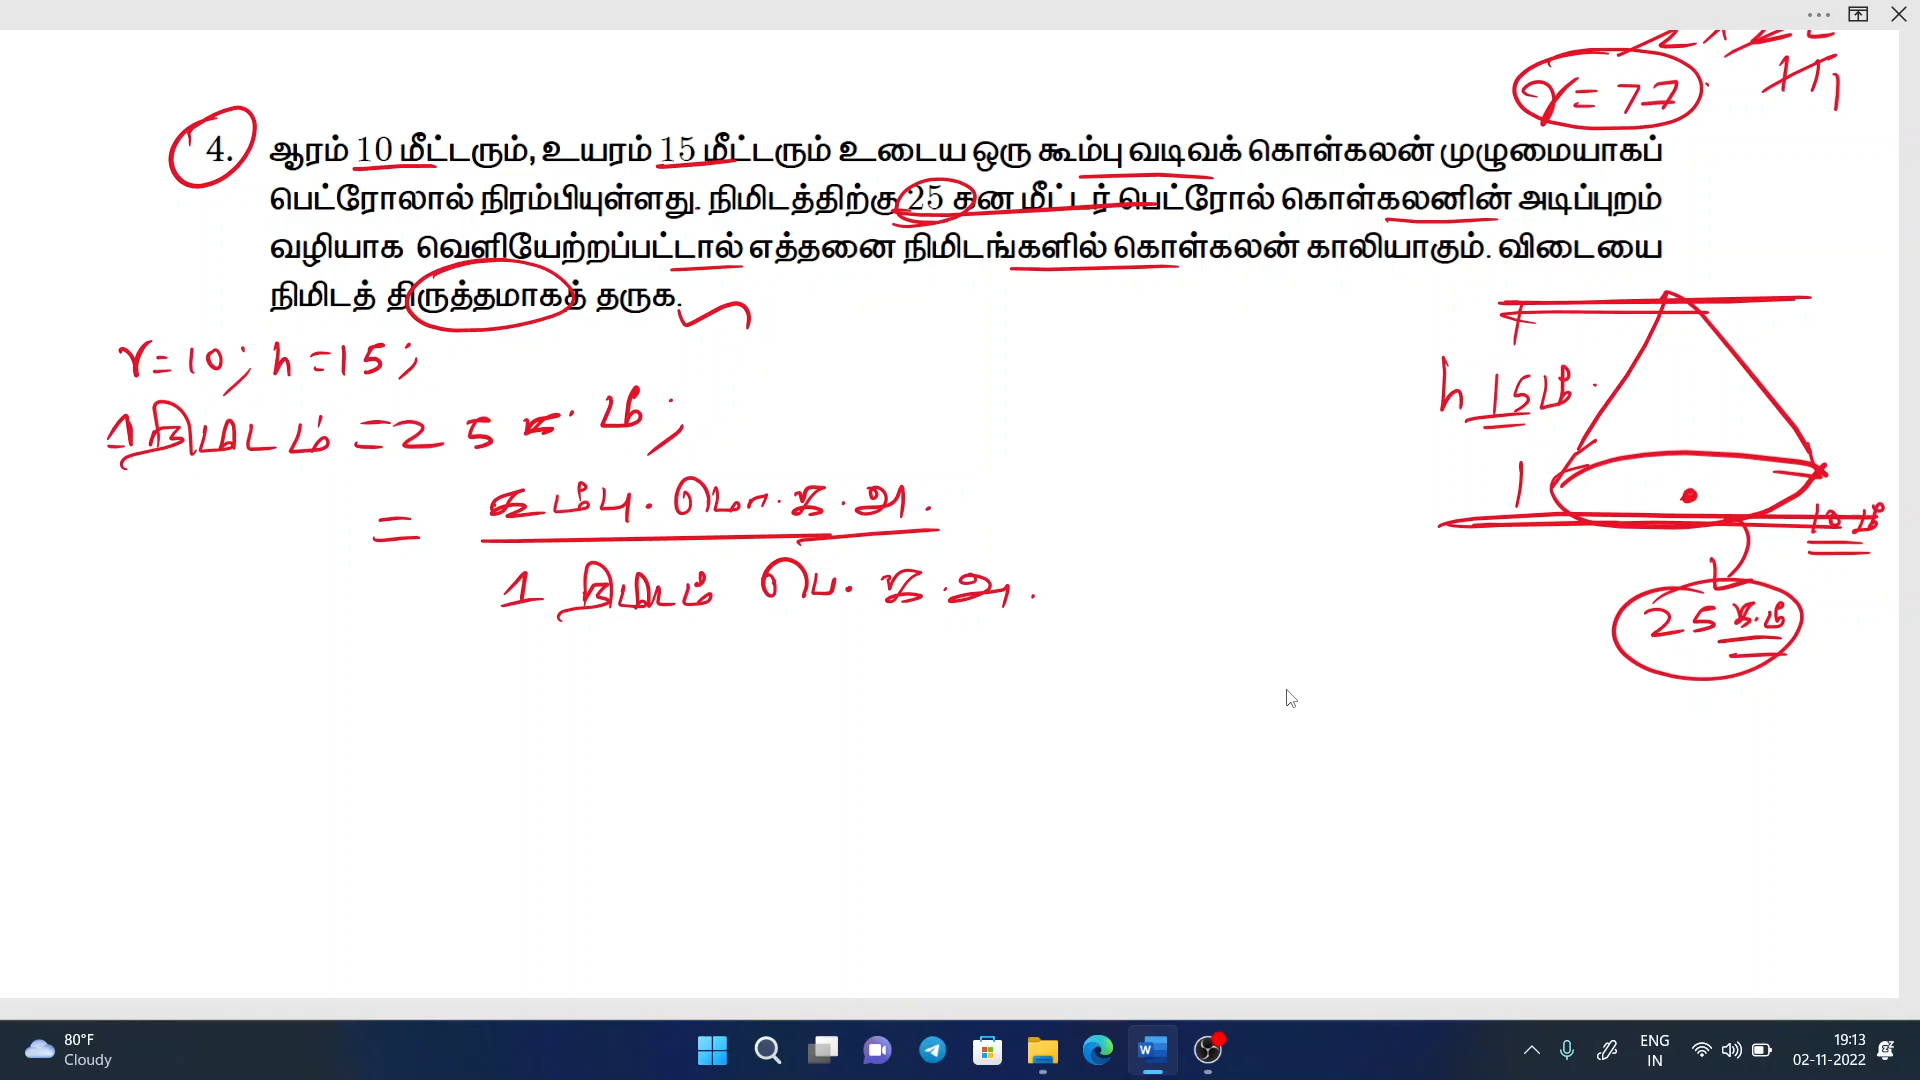 γ = 77
4. ஆரம் 10 மீட்டரும், உயரம் 15 மீட்டரும் உடைய ஒரு கூம்பு வடிவக் கொள்கலன் முழுமையாகப்
பெட்ரோலால் நிரம்பியுள்ளது. நிமிடத்திற்கு 25 கன மீட்டர் பெட்ரோல் கொள்கலனின் அடிப்புறம்
வழியாக வெளியேற்றப்பட்டால் எத்தனை நிமிடங்களில் கொள்கலன் காலியாகும். விடையை
நிமிடத் திருத்தமாகத் தருக.
r = 10; h = 15;
1 நிமிடம் = 25 க.மீ;
h 15மீ
= கூம்பு. கொ.க.அ.
1 நிமிடம் பெ. க.அ.
10 மீ
25 க.மீ
80°F
Cloudy
ENG
IN
19:13
02-11-2022